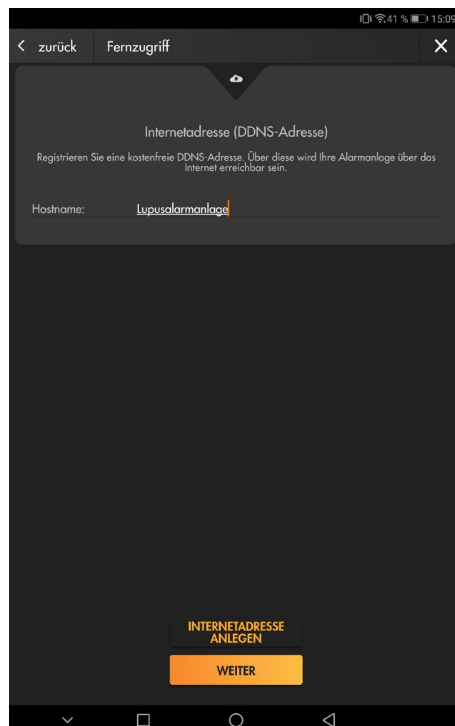 41 % 15:09
zurück Fernzugriff
Internetadresse (DDNS-Adresse)
Registrieren Sie eine kostenfreie DDNS-Adresse. Über diese wird Ihre Alarmanlage über das
Internet erreichbar sein.
Hostname: Lupusalarmanlage
INTERNETADRESSE
ANLEGEN
WEITER